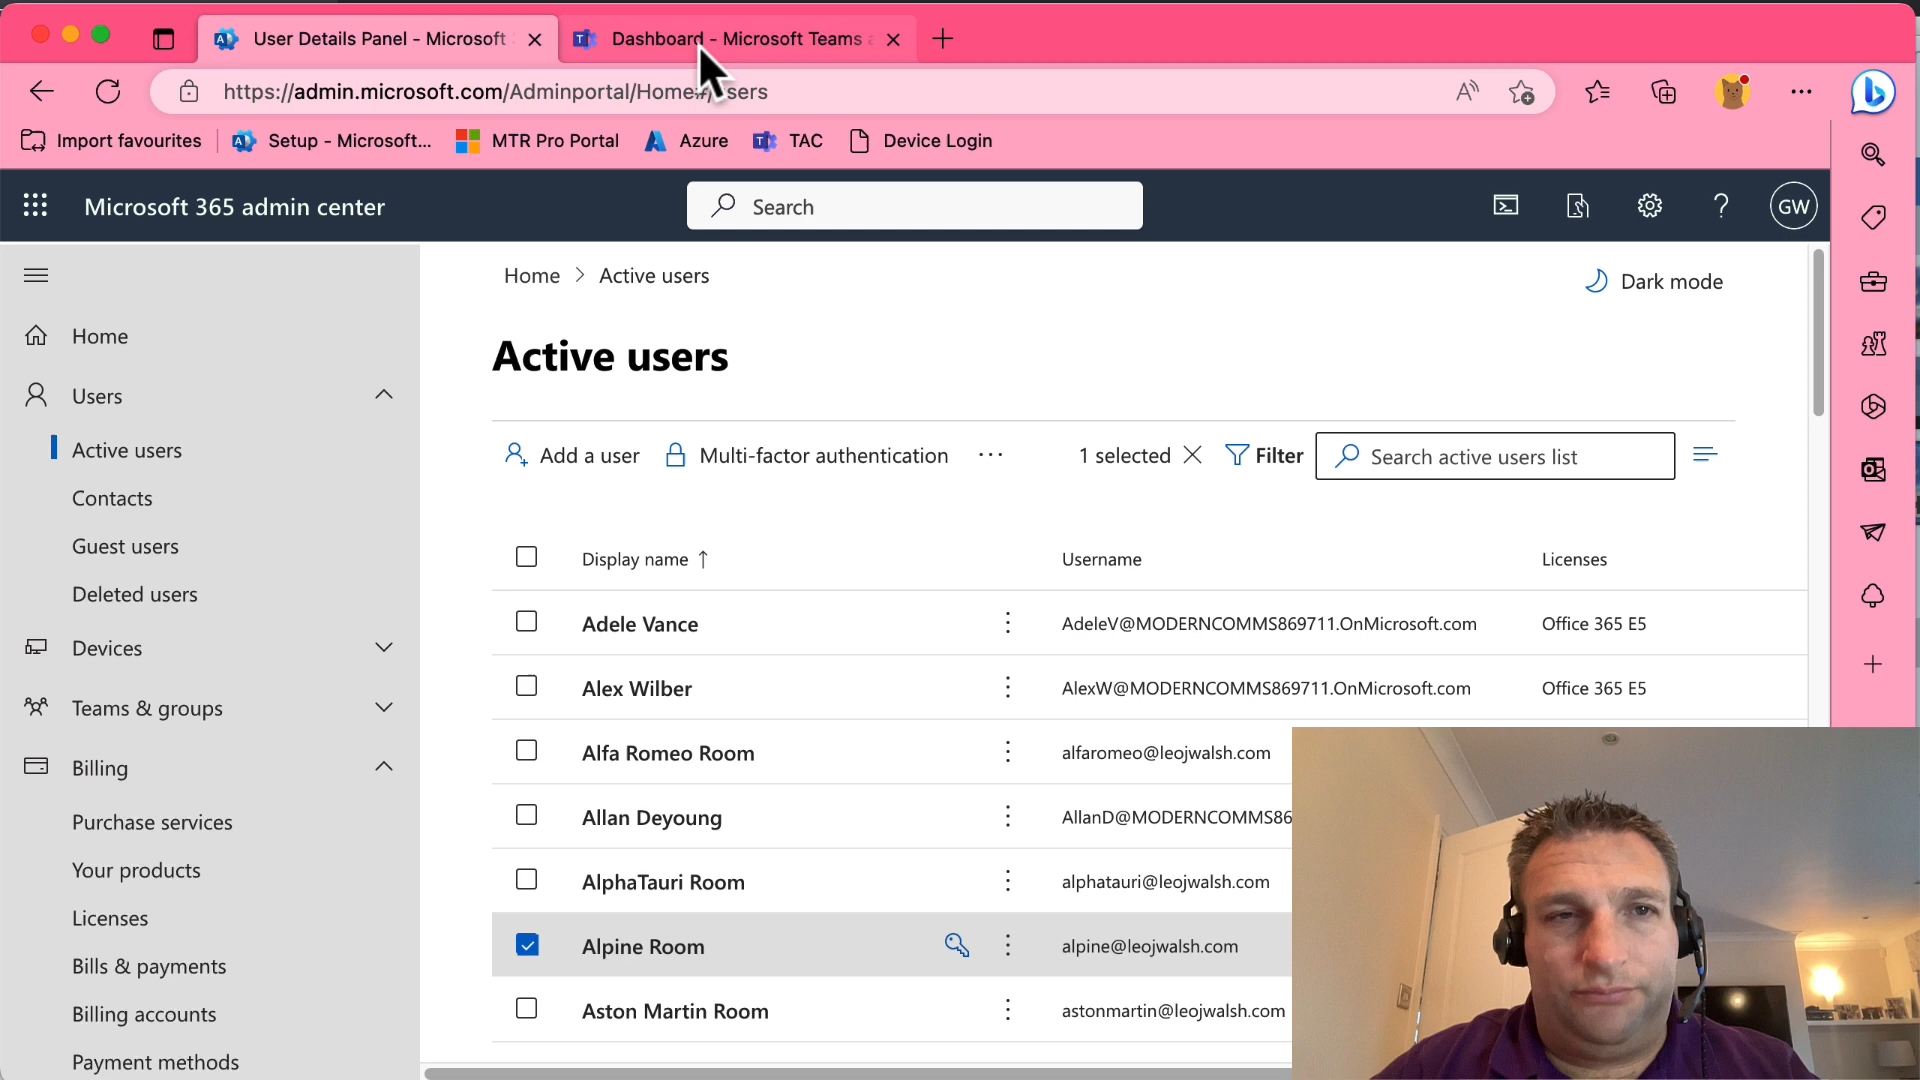 User Details Panel - Microsoft
Dashboard - Microsoft Teams
https://admin.microsoft.com/Adminportal/Home#/users
Import favourites
Setup - Microsoft...
MTR Pro Portal
Azure
TAC
Device Login
Microsoft 365 admin center
Search
GW
Home
Users
Active users
Contacts
Guest users
Deleted users
Devices
Teams & groups
Billing
Purchase services
Your products
Licenses
Bills & payments
Billing accounts
Payment methods
Home > Active users
Dark mode
Active users
Add a user
Multi-factor authentication
1 selected
Filter
Search active users list
Display name ↑ Username Licenses
Adele Vance AdeleV@MODERNCOMMS869711.OnMicrosoft.com Office 365 E5
Alex Wilber AlexW@MODERNCOMMS869711.OnMicrosoft.com Office 365 E5
Alfa Romeo Room alfaromeo@leojwalsh.com
Allan Deyoung AllanD@MODERNCOMMS86
AlphaTauri Room alphatauri@leojwalsh.com
Alpine Room alpine@leojwalsh.com
Aston Martin Room astonmartin@leojwalsh.com